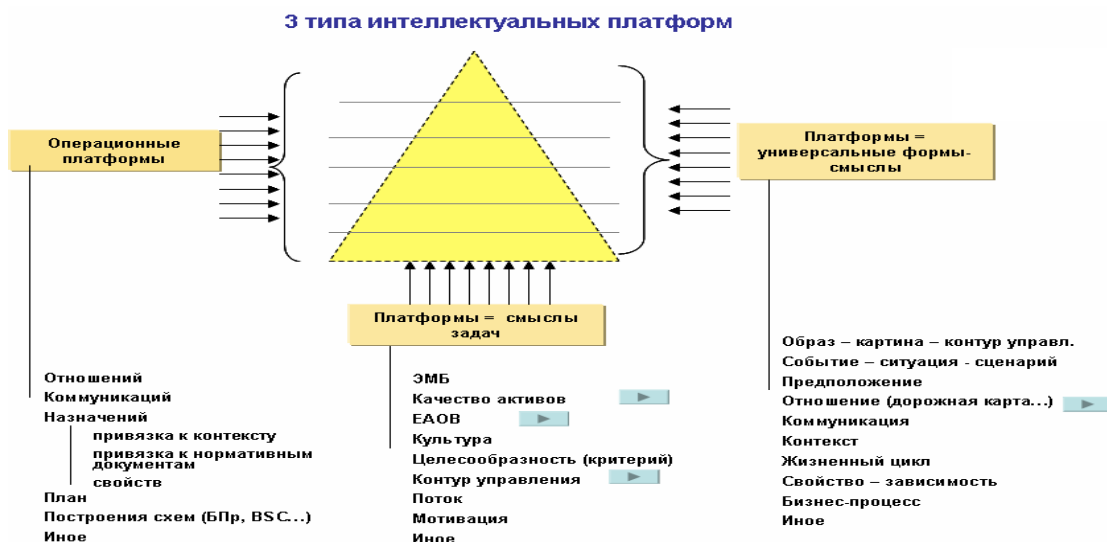 3 типа интеллектуальных платформ
Операционные
платформы
Отношений
Коммуникаций
Назначений
привязка к контексту
привязка к нормативным
документам
свойств
План
Построения схем (БПр, BSC...)
Иное
Платформы = смыслы
задач
ЭМБ
Качество активов
ЕАОВ
Культура
Целесообразность (критерий)
Контур управления
Поток
Мотивация
Иное
Платформы =
универсальные формы-
смыслы
Образ – картина – контур управл.
Событие – ситуация - сценарий
Предположение
Отношение (дорожная карта...)
Коммуникация
Контекст
Жизненный цикл
Свойство – зависимость
Бизнес-процесс
Иное